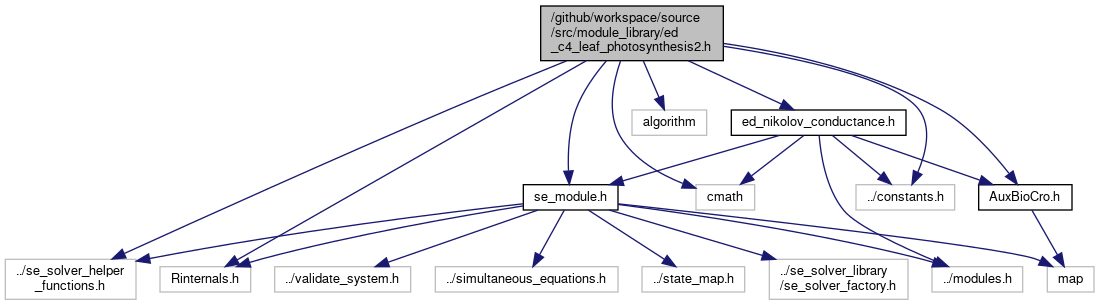 /github/workspace/source
/src/module_library/ed
_c4_leaf_photosynthesis2.h
algorithm
ed_nikolov_conductance.h
se_module.h
cmath
../constants.h
AuxBioCro.h
../se_solver_helper
_functions.h
Rinternals.h
../validate_system.h
../simultaneous_equations.h
../state_map.h
../se_solver_library
/se_solver_factory.h
../modules.h
map